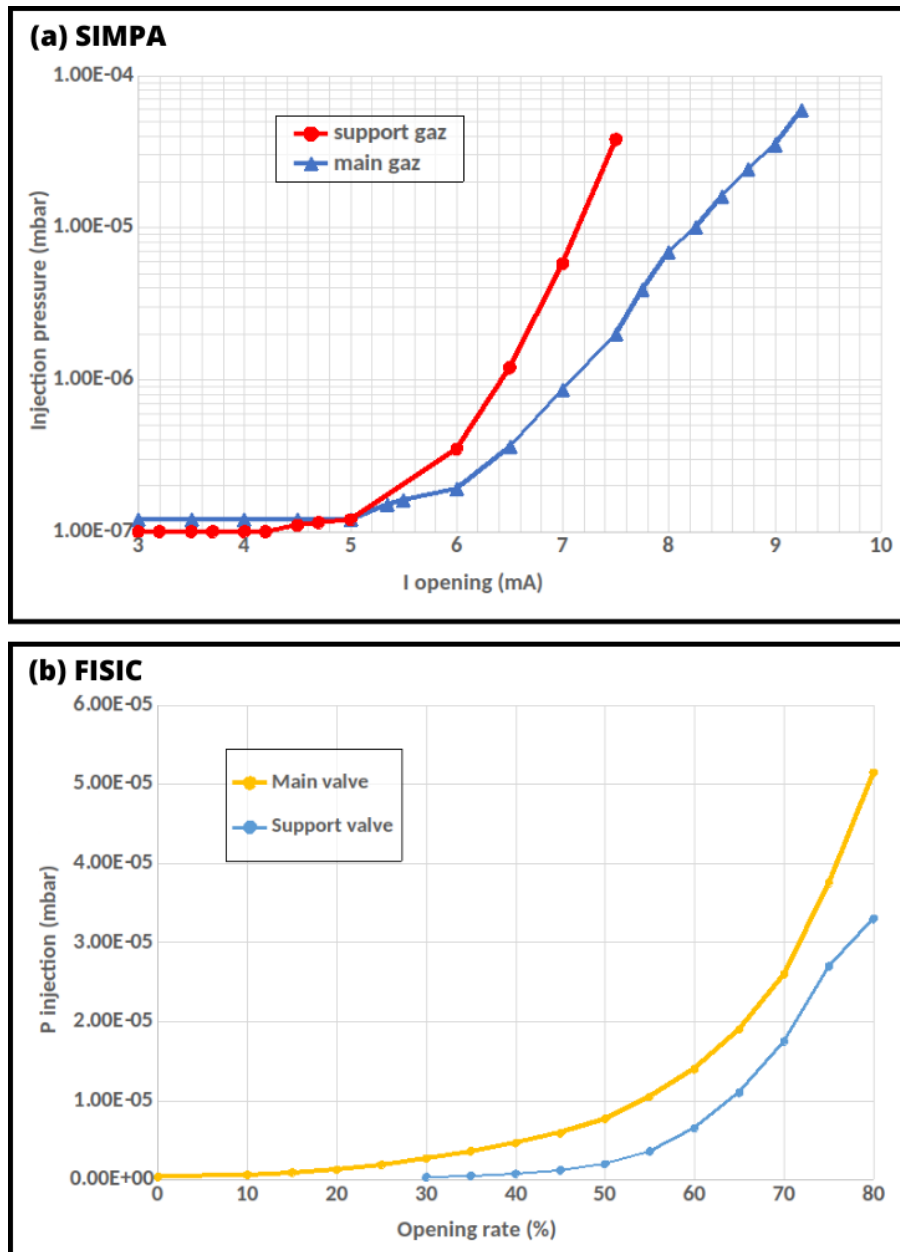 (a) SIMPA
1.00E-04
support gaz
main gaz
1.00E-05
Injection pressure (mbar)
1.00E-06
1.00E-07
3 4 5 6 7 8 9 10
I opening (mA)
(b) FISIC
6.00E-05
Main valve
5.00E-05
Support valve
4.00E-05
P injection (mbar)
3.00E-05
2.00E-05
1.00E-05
0.00E+00
0 10 20 30 40 50 60 70 80
Opening rate (%)